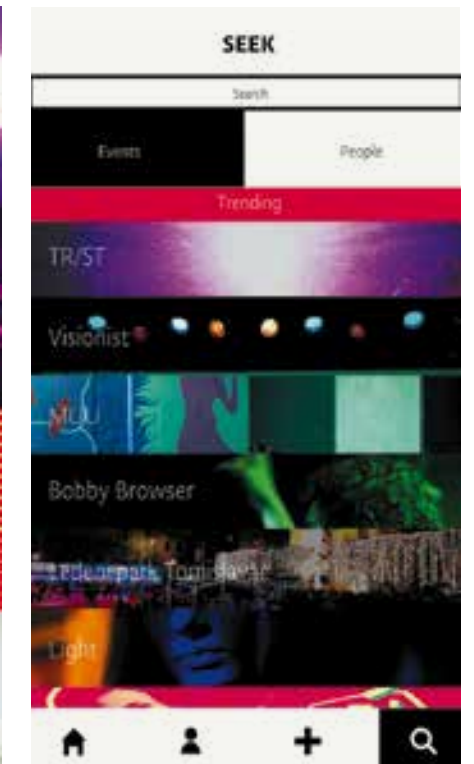 SEEK
Search
Events People
Trending
TR/ST
Visionist
Bobby Browser
Light